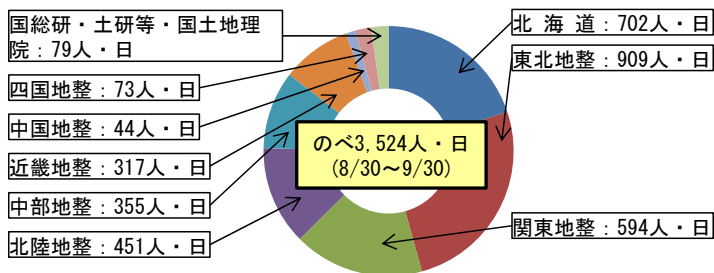 国総研・土研等・国土地理
院：79人・日
四国地整：73人・日
中国地整：44人・日
近畿地整：317人・日
中部地整：355人・日
北陸地整：451人・日
のべ3,524人・日
(8/30～9/30)
北 海 道：702人・日
東北地整：909人・日
関東地整：594人・日